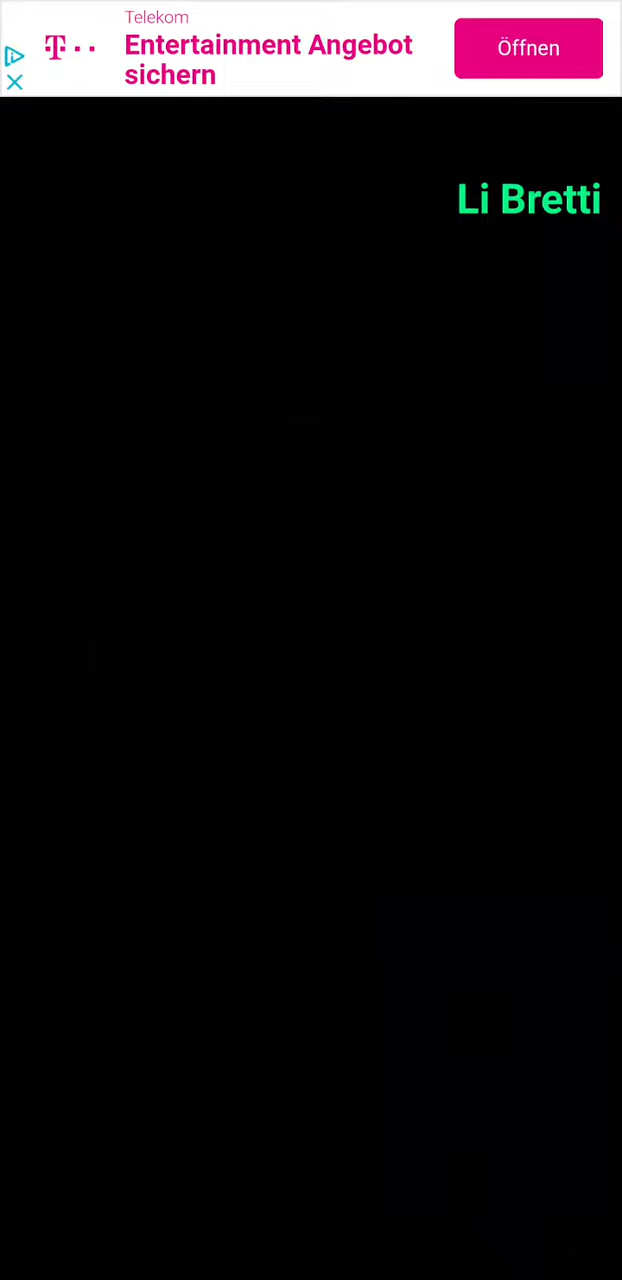 Telekom
Entertainment Angebot
sichern
Öffnen
Li Bretti